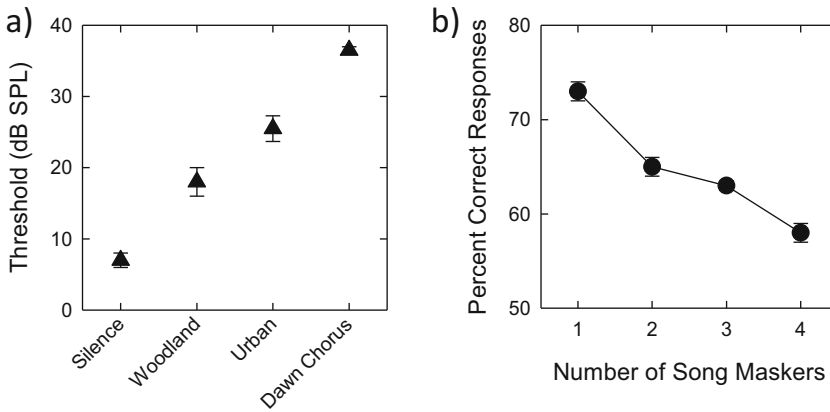 a)
Threshold (dB SPL)
40
30
20
10
0
Silence
Woodland
Urban
Dawn Chorus
b)
Percent Correct Responses
80
70
60
50
1 2 3 4
Number of Song Maskers